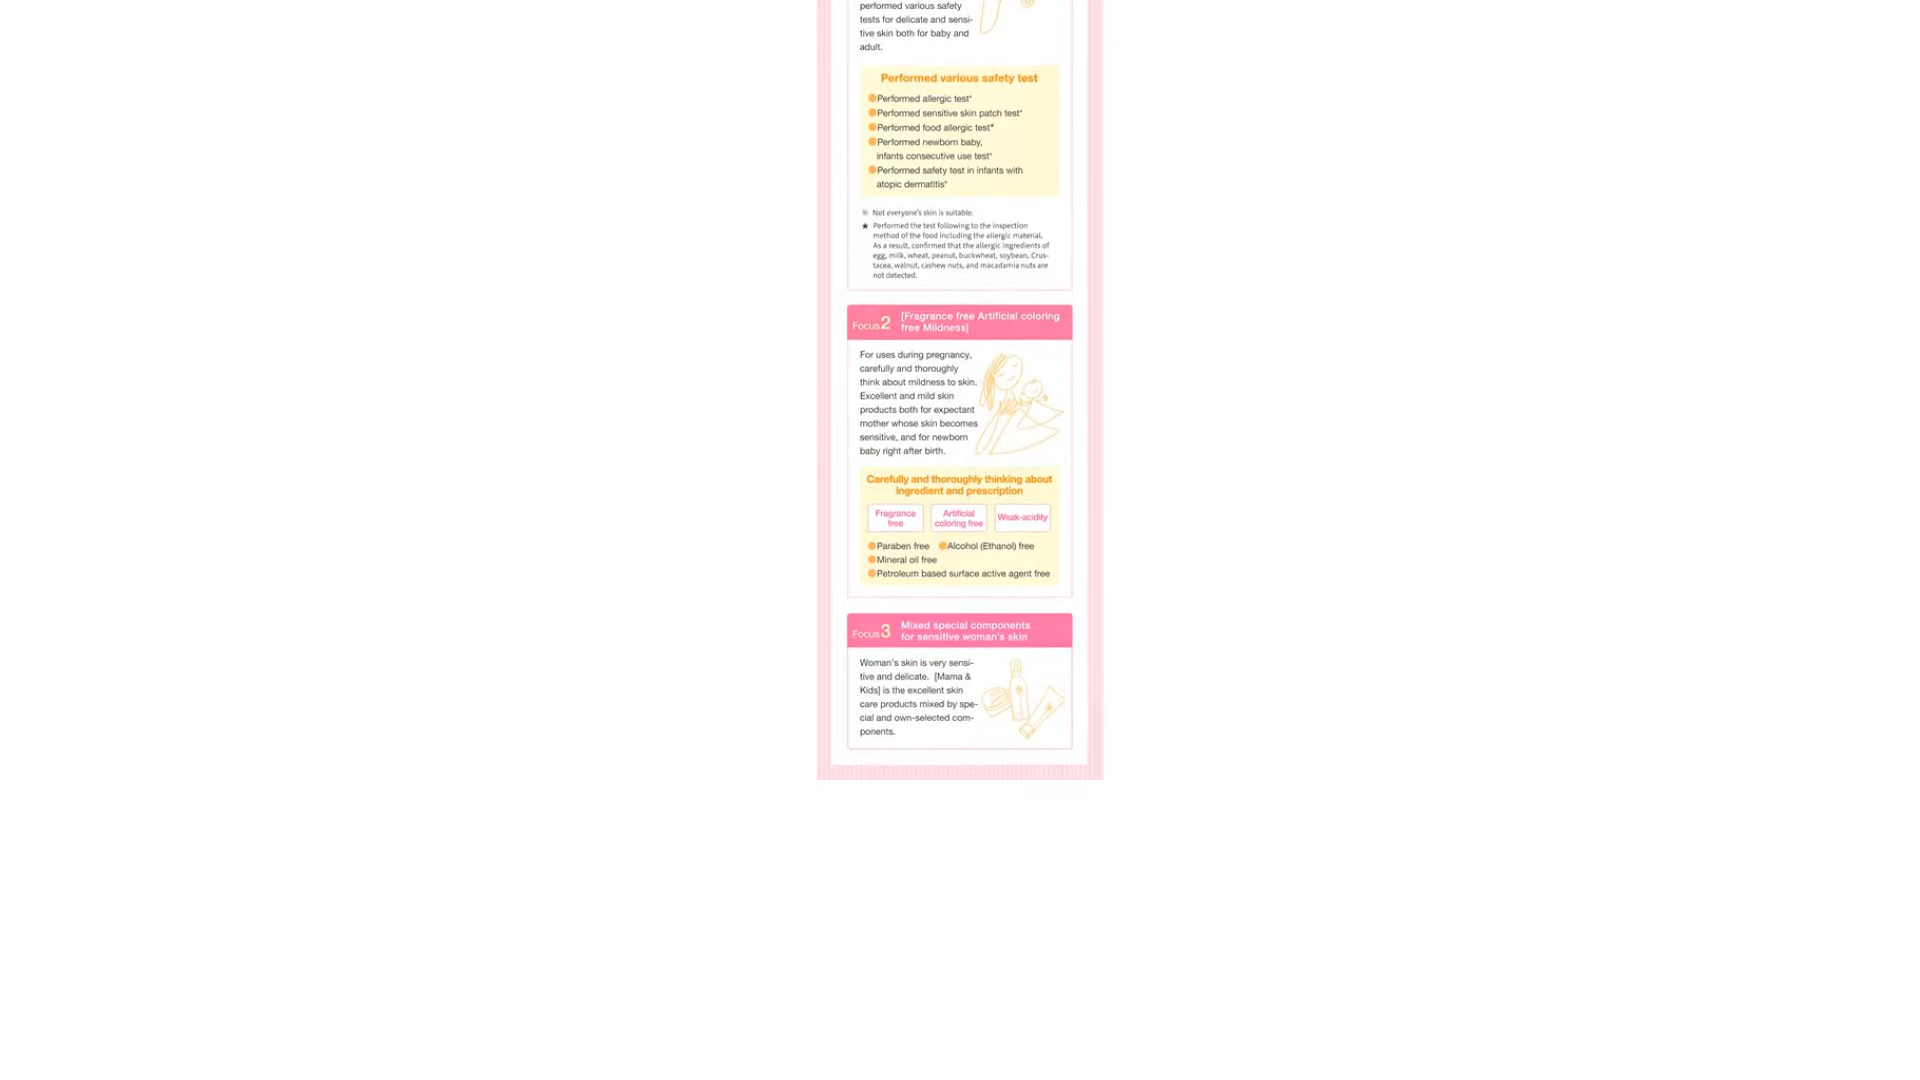 performed various safety
tests for delicate and sensi-
tive skin both for baby and
adult.
Performed various safety test
Performed allergic test*
Performed sensitive skin patch test*
Performed food allergic test★
Performed newborn baby,
infants consecutive use test*
Performed safety test in infants with
atopic dermatitis*
※ Not everyone's skin is suitable.
★ Performed the test following to the inspection
method of the food including the allergic material.
As a result, confirmed that the allergic ingredients of
egg, milk, wheat, peanut, buckwheat, soybean, Crus-
tacea, walnut, cashew nuts, and macadamia nuts are
not detected.
Focus 2 [Fragrance free Artificial coloring
free Mildness]
For uses during pregnancy,
carefully and thoroughly
think about mildness to skin.
Excellent and mild skin
products both for expectant
mother whose skin becomes
sensitive, and for newborn
baby right after birth.
Carefully and thoroughly thinking about
ingredient and prescription
Fragrance
free
Artificial
coloring free
Weak-acidity
Paraben free Alcohol (Ethanol) free
Mineral oil free
Petroleum based surface active agent free
Focus 3 Mixed special components
for sensitive woman's skin
Woman's skin is very sensi-
tive and delicate. [Mama &
Kids] is the excellent skin
care products mixed by spe-
cial and own-selected com-
ponents.